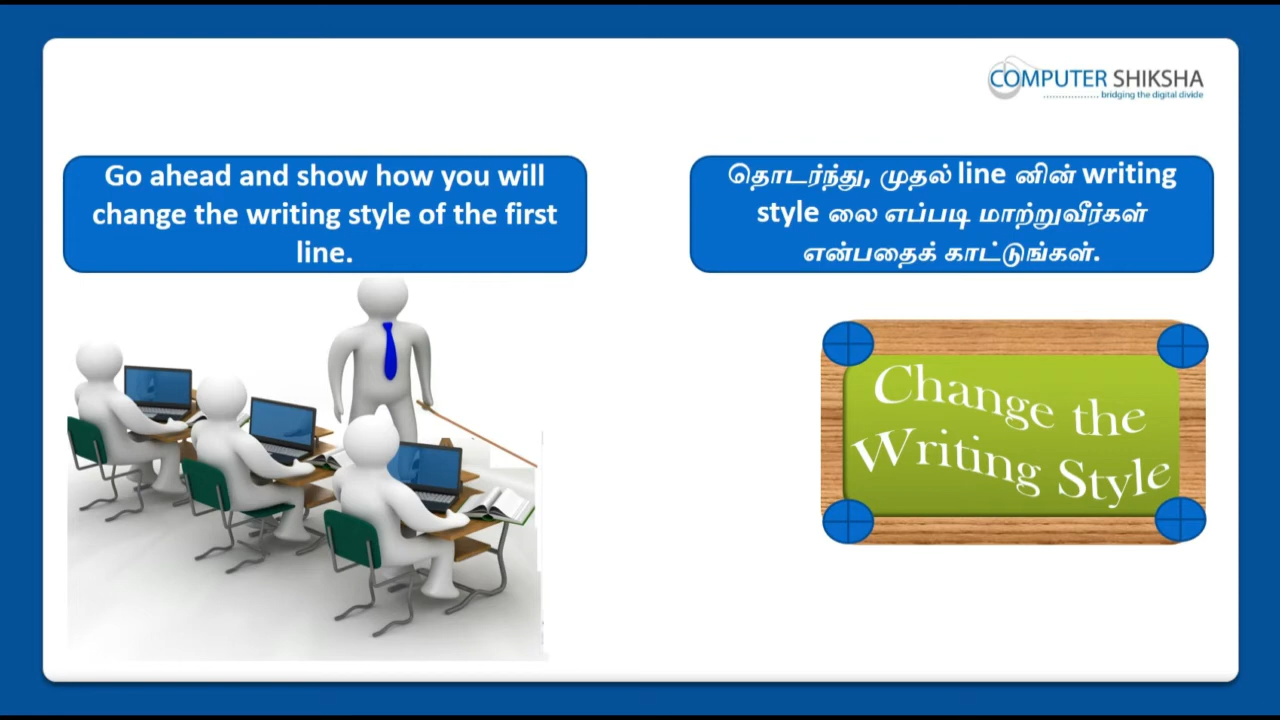 COMPUTER SHIKSHA
bridging the digital divide
Go ahead and show how you will
change the writing style of the first
line.
தொடர்ந்து, முதல் line னின் writing
style லை எப்படி மாற்றுவீர்கள்
என்பதைக் காட்டுங்கள்.
Change the
Writing Style